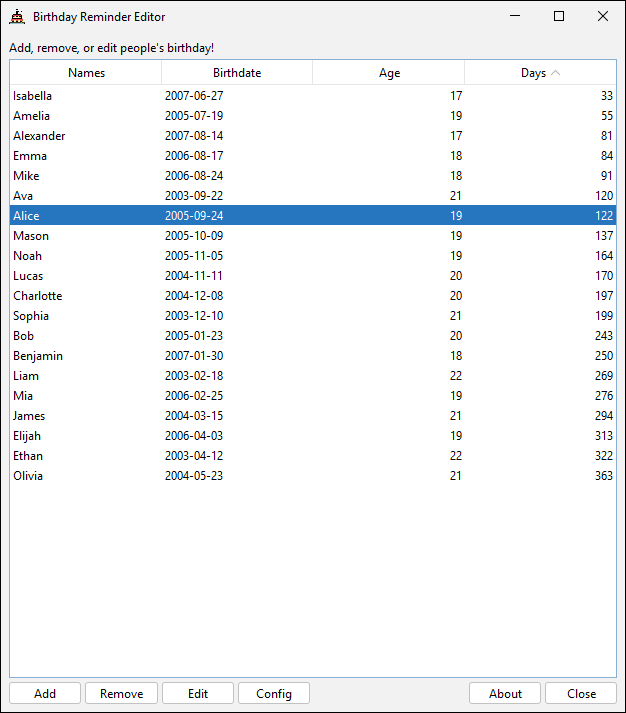 Birthday Reminder Editor
Add, remove, or edit people's birthday!
Names Birthdate Age Days
Isabella 2007-06-27 17 33
Amelia 2005-07-19 19 55
Alexander 2007-08-14 17 81
Emma 2006-08-17 18 84
Mike 2006-08-24 18 91
Ava 2003-09-22 21 120
Alice 2005-09-24 19 122
Mason 2005-10-09 19 137
Noah 2005-11-05 19 164
Lucas 2004-11-11 20 170
Charlotte 2004-12-08 20 197
Sophia 2003-12-10 21 199
Bob 2005-01-23 20 243
Benjamin 2007-01-30 18 250
Liam 2003-02-18 22 269
Mia 2006-02-25 19 276
James 2004-03-15 21 294
Elijah 2006-04-03 19 313
Ethan 2003-04-12 22 322
Olivia 2004-05-23 21 363
Add Remove Edit Config About Close